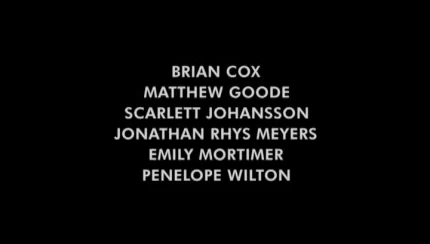 BRIAN COX
MATTHEW GOODE
SCARLETT JOHANSSON
JONATHAN RHYS MEYERS
EMILY MORTIMER
PENELOPE WILTON